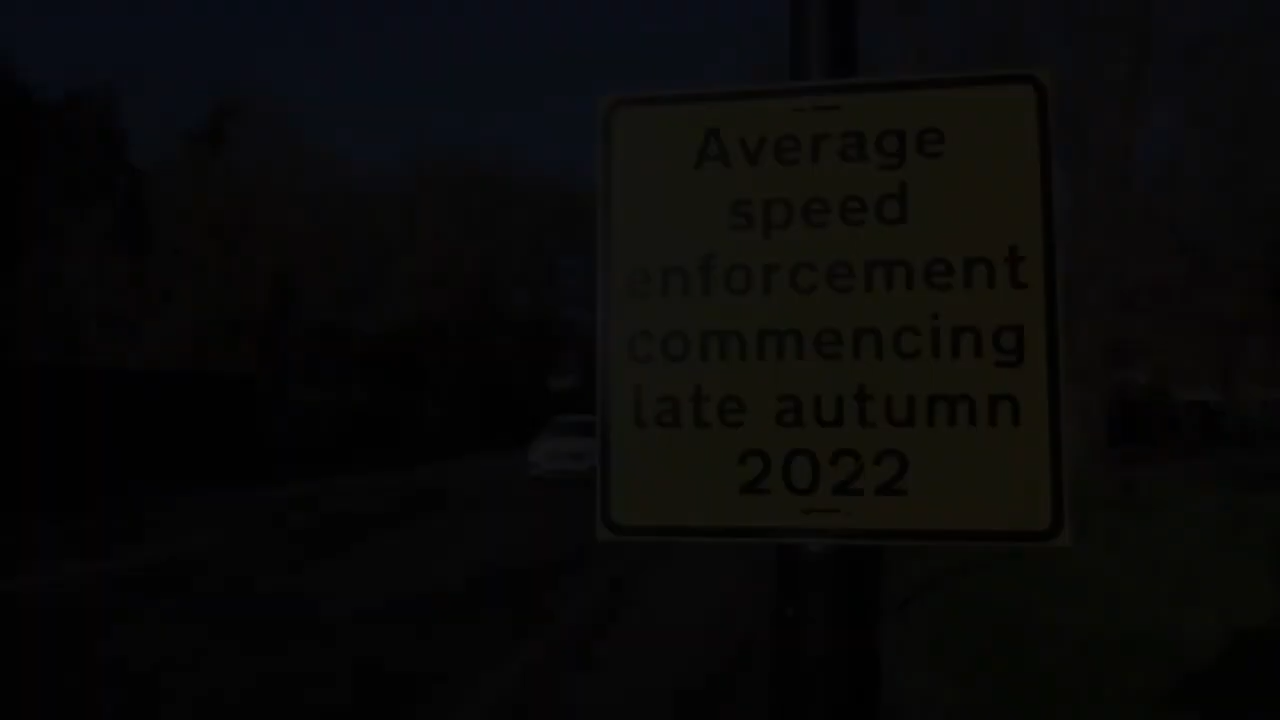 Average
speed
enforcement
commencing
late autumn
2022